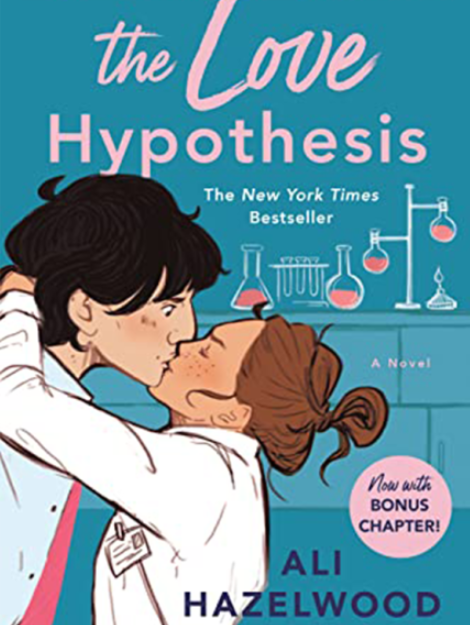 the Love
Hypothesis
The New York Times
Bestseller
A Novel
Now with
BONUS
CHAPTER!
ALI
HAZELWOOD